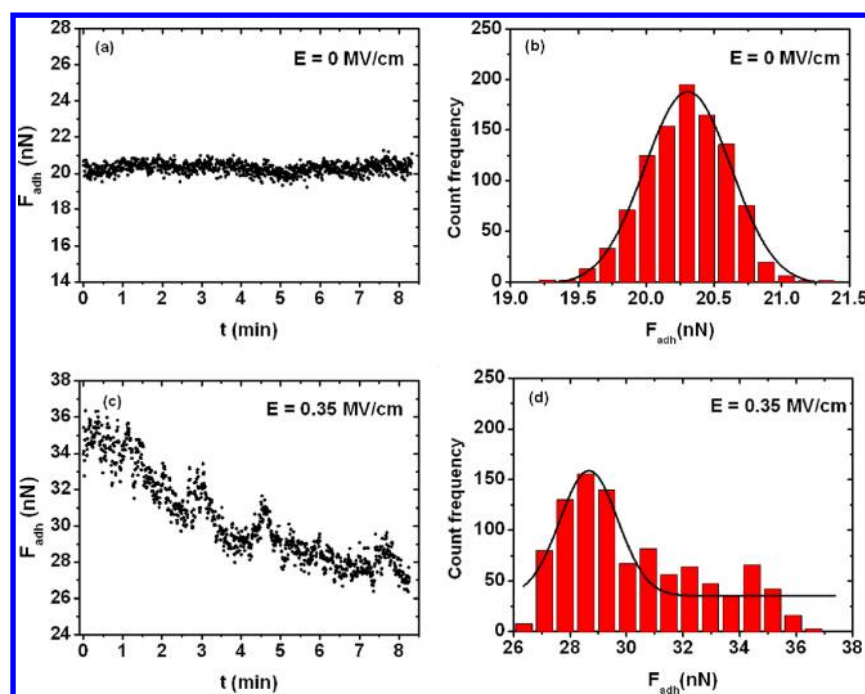 (a)
E = 0 MV/cm
28
26
24
22
20
18
16
14
F_adh (nN)
0 1 2 3 4 5 6 7 8
t (min)
(b)
E = 0 MV/cm
250
200
150
100
50
0
Count frequency
19.0 19.5 20.0 20.5 21.0 21.5
F_adh(nN)
(c)
E = 0.35 MV/cm
38
36
34
32
30
28
26
24
F_adh (nN)
0 1 2 3 4 5 6 7 8
t (min)
(d)
E = 0.35 MV/cm
250
200
150
100
50
0
Count frequency
26 28 30 32 34 36 38
F_adh(nN)